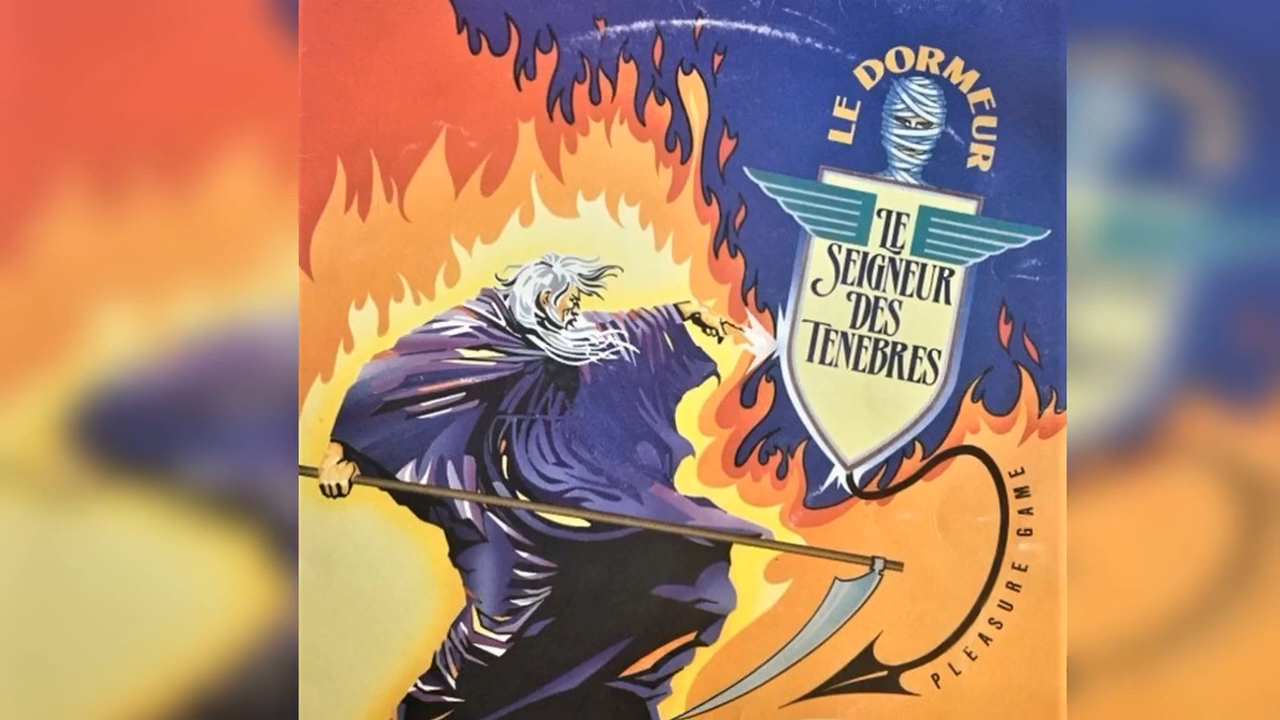 LE DORMEUR
LE
SEIGNEUR
DES
TENEBRES
PLEASURE GAME